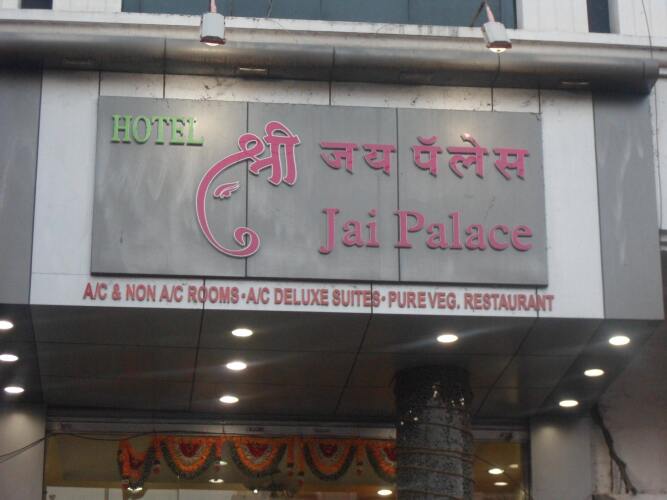 HOTEL
श्री जय पॅलेस
Jai Palace
A/C & NON A/C ROOMS·A/C DELUXE SUITES·PURE VEG. RESTAURANT